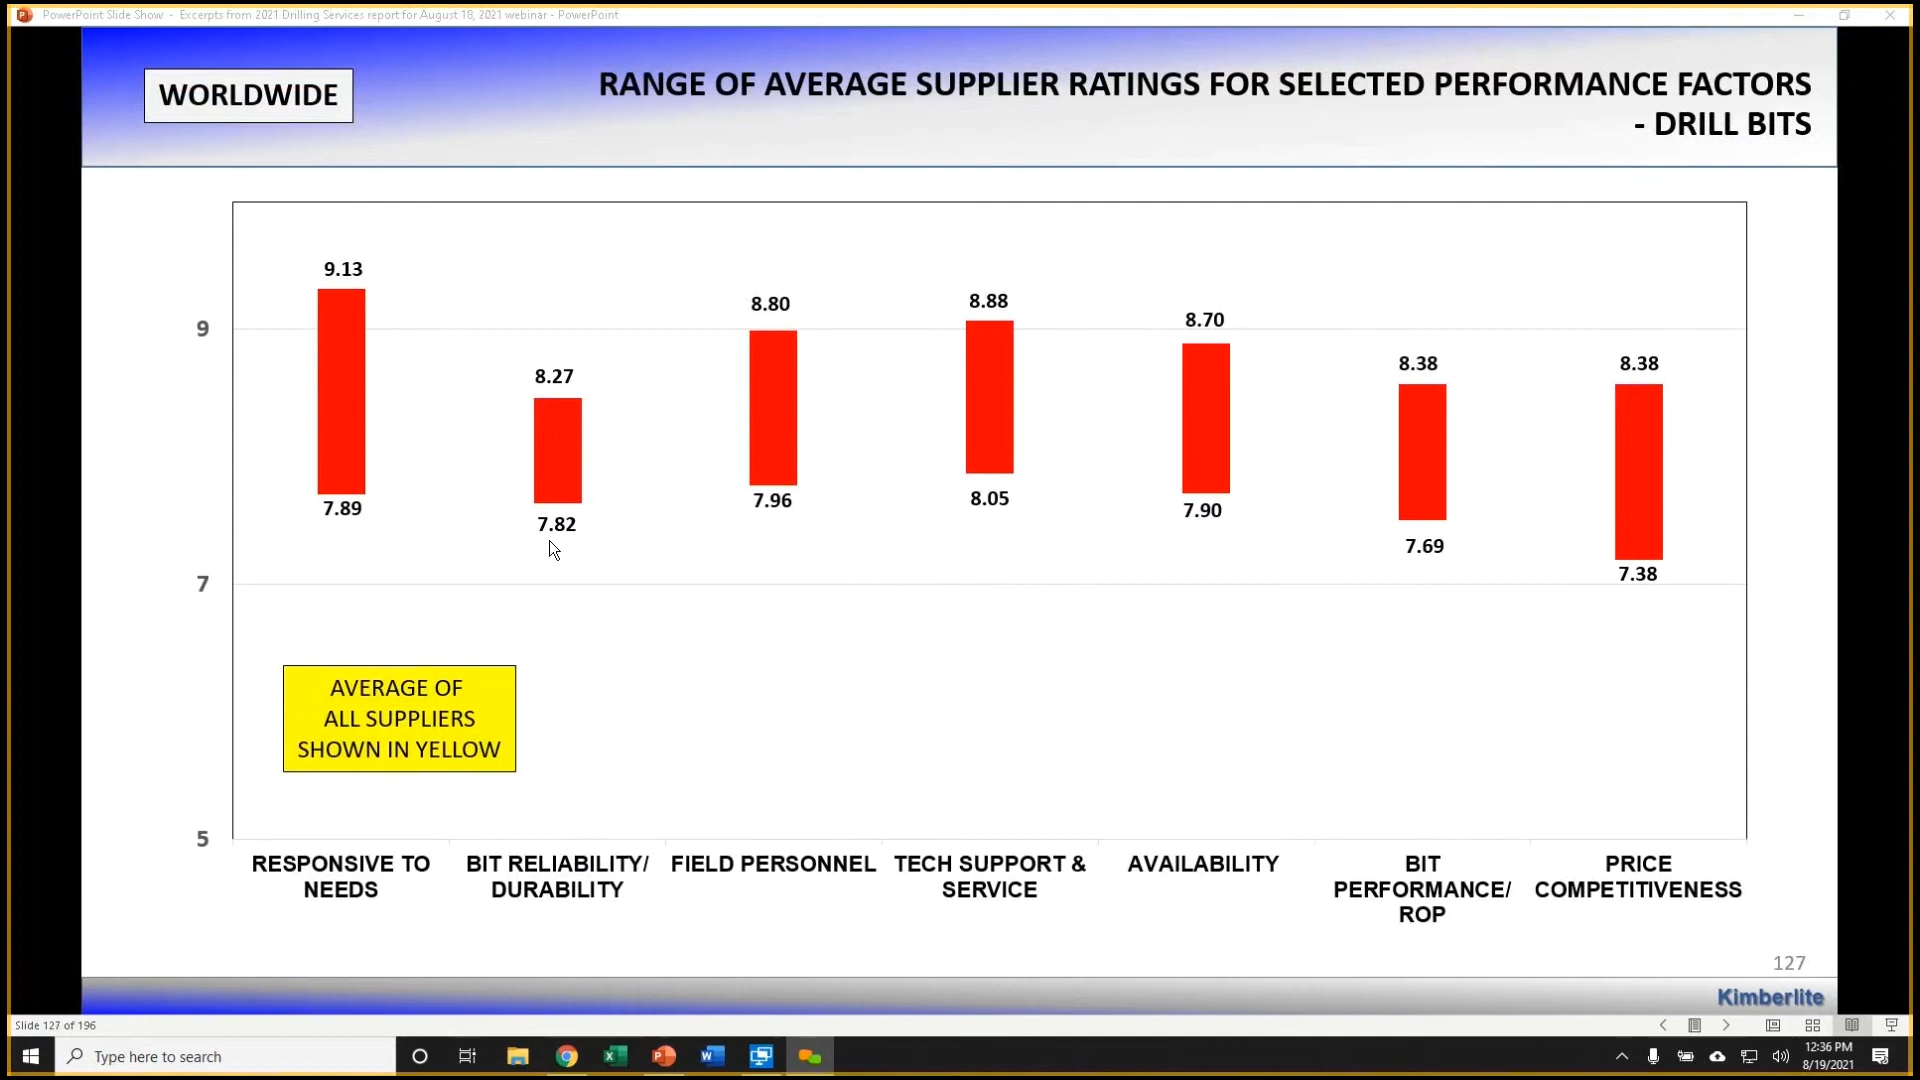 PowerPoint Slide Show - Excerpts from 2021 Drilling Services report for August 18, 2021 webinar - PowerPoint
WORLDWIDE
RANGE OF AVERAGE SUPPLIER RATINGS FOR SELECTED PERFORMANCE FACTORS
- DRILL BITS
9.13
8.27
8.80
8.88
8.70
8.38
8.38
9
7.89
7.82
7.96
8.05
7.90
7.69
7.38
7
AVERAGE OF
ALL SUPPLIERS
SHOWN IN YELLOW
5
RESPONSIVE TO
NEEDS
BIT RELIABILITY/
DURABILITY
FIELD PERSONNEL
TECH SUPPORT &
SERVICE
AVAILABILITY
BIT
PERFORMANCE/
ROP
PRICE
COMPETITIVENESS
127
Kimberlite
Slide 127 of 196
Type here to search
12:36 PM
8/19/2021